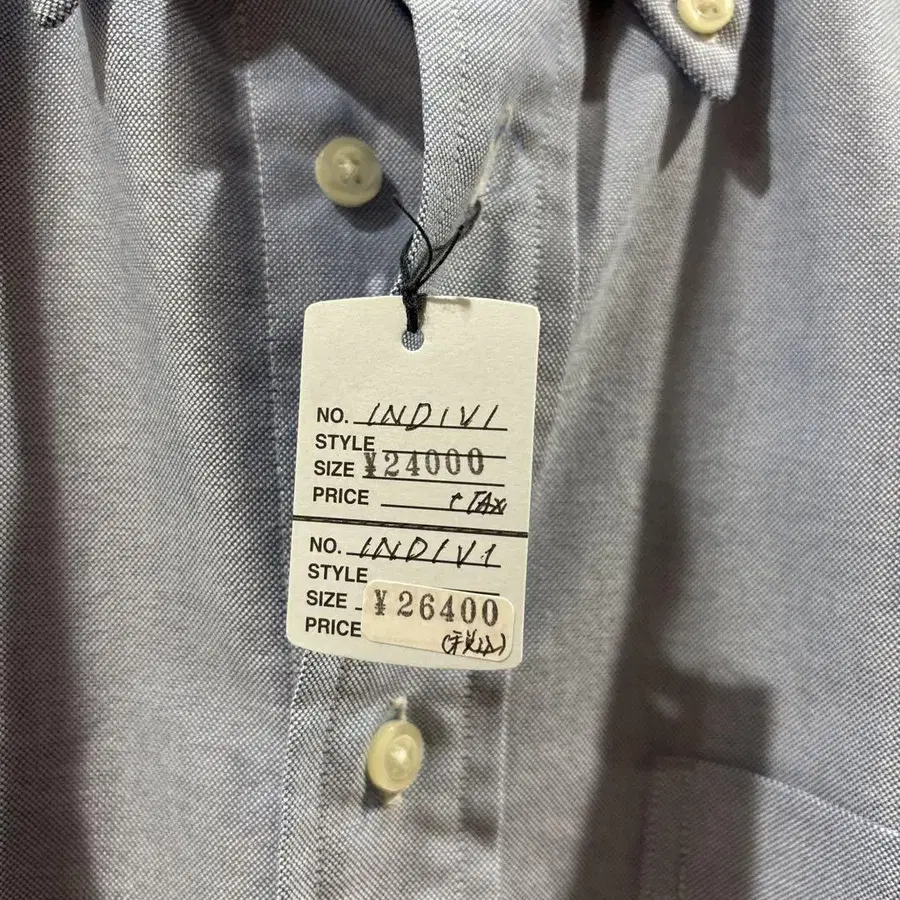 NO. INDIVI
STYLE
SIZE ¥24000
PRICE + TAX
NO. INDIVI
STYLE
SIZE ¥26400
PRICE (税込)